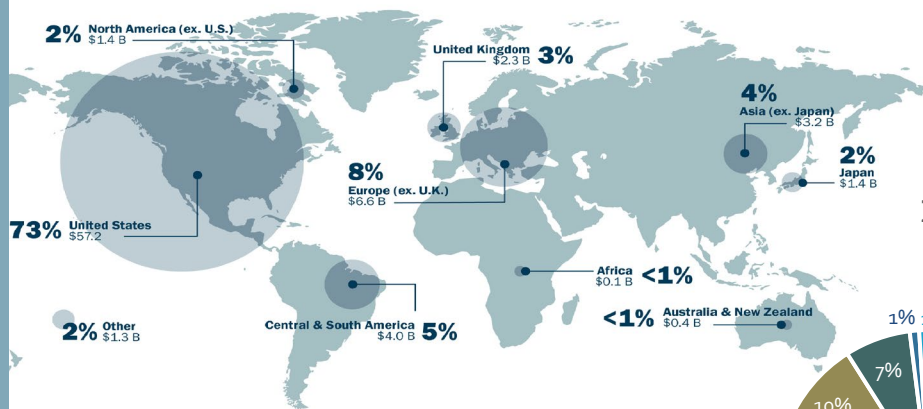 2% North America (ex. U.S.)
$1.4 B
United Kingdom 3%
$2.3 B
4%
Asia (ex. Japan)
$3.2 B
2%
Japan
$1.4 B
8%
Europe (ex. U.K.)
$6.6 B
73% United States
$57.2
Africa <1%
$0.1 B
<1% Australia & New Zealand
$0.4 B
Central & South America 5%
$4.0 B
2% Other
$1.3 B
1%
7%
10%